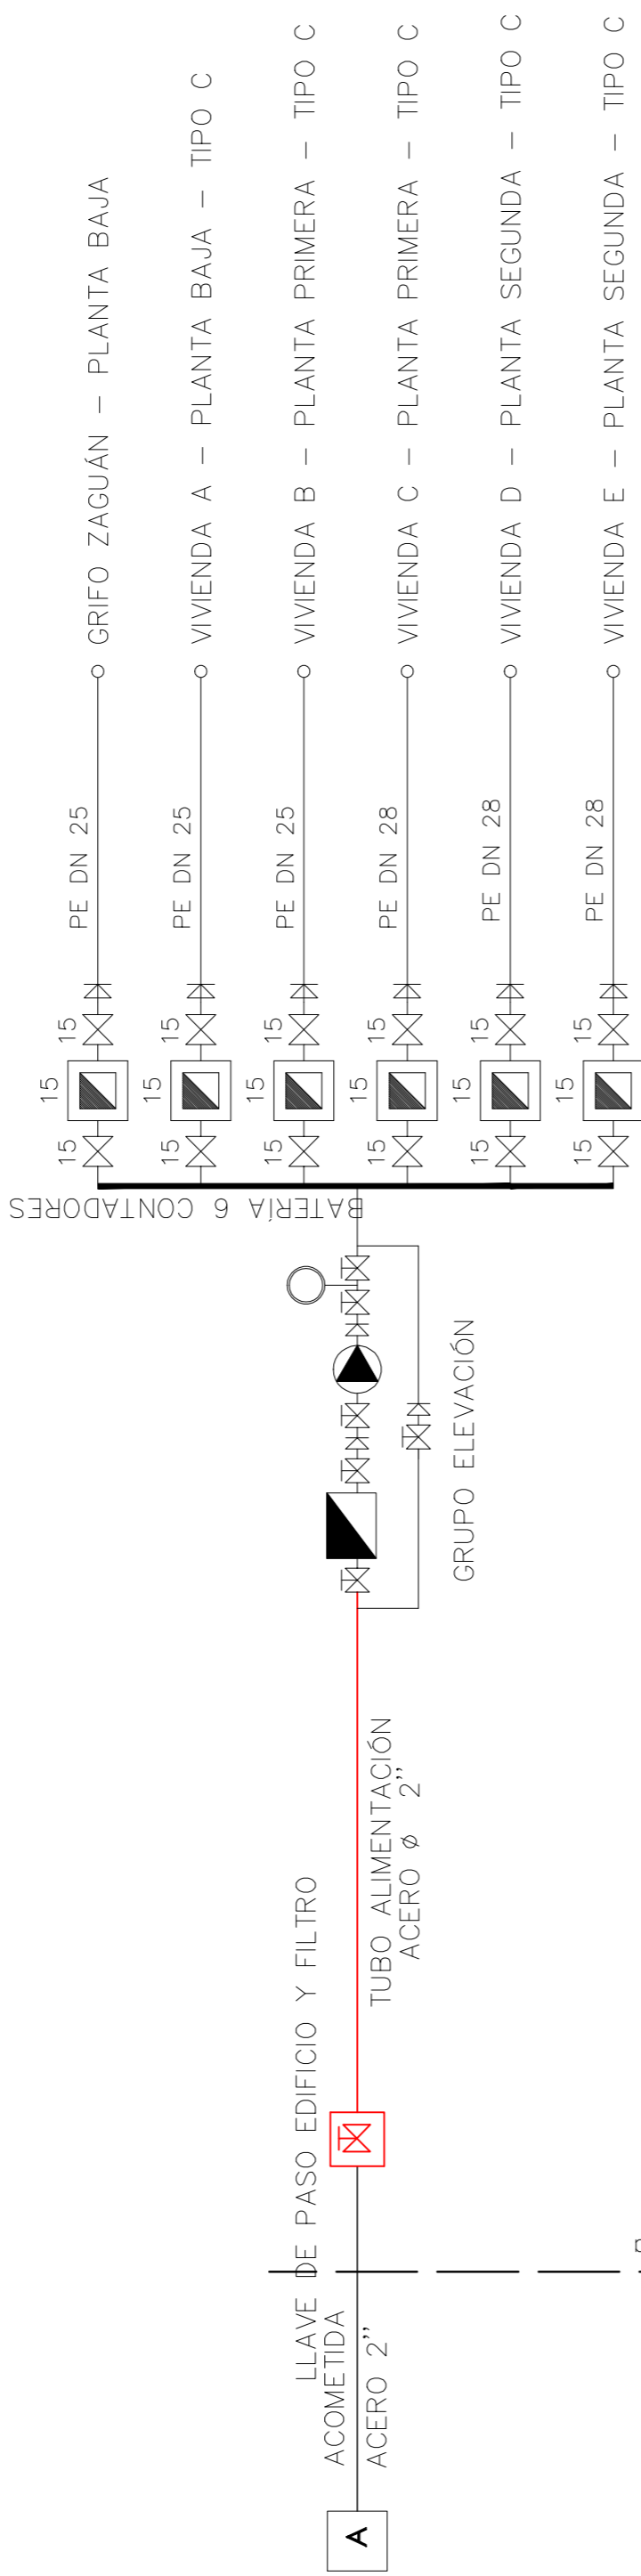 GRIFO ZAGUÁN – PLANTA BAJA
PE DN 25
15
15
15
VIVIENDA A – PLANTA BAJA – TIPO C
PE DN 25
15
15
15
VIVIENDA B – PLANTA PRIMERA – TIPO C
PE DN 25
15
15
15
VIVIENDA C – PLANTA PRIMERA – TIPO C
PE DN 28
15
15
15
VIVIENDA D – PLANTA SEGUNDA – TIPO C
PE DN 28
15
15
15
VIVIENDA E – PLANTA SEGUNDA – TIPO C
PE DN 28
15
15
15
BATERÍA 6 CONTADORES
GRUPO ELEVACIÓN
LLAVE DE PASO EDIFICIO Y FILTRO
TUBO ALIMENTACIÓN
ACERO ø 2”
ACOMETIDA
ACERO 2”
A